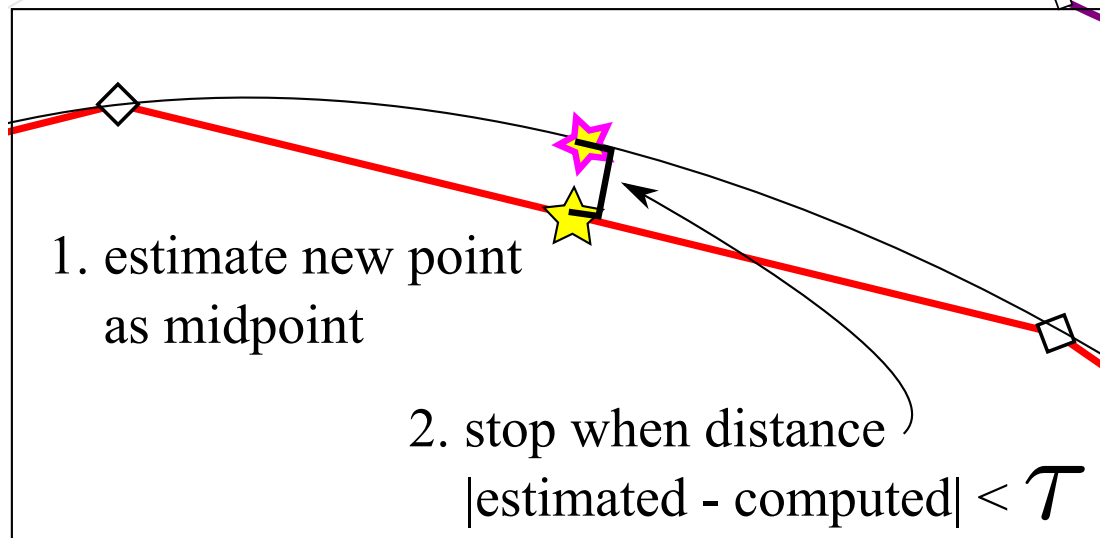 1. estimate new point
as midpoint
2. stop when distance
|estimated - computed| < τ